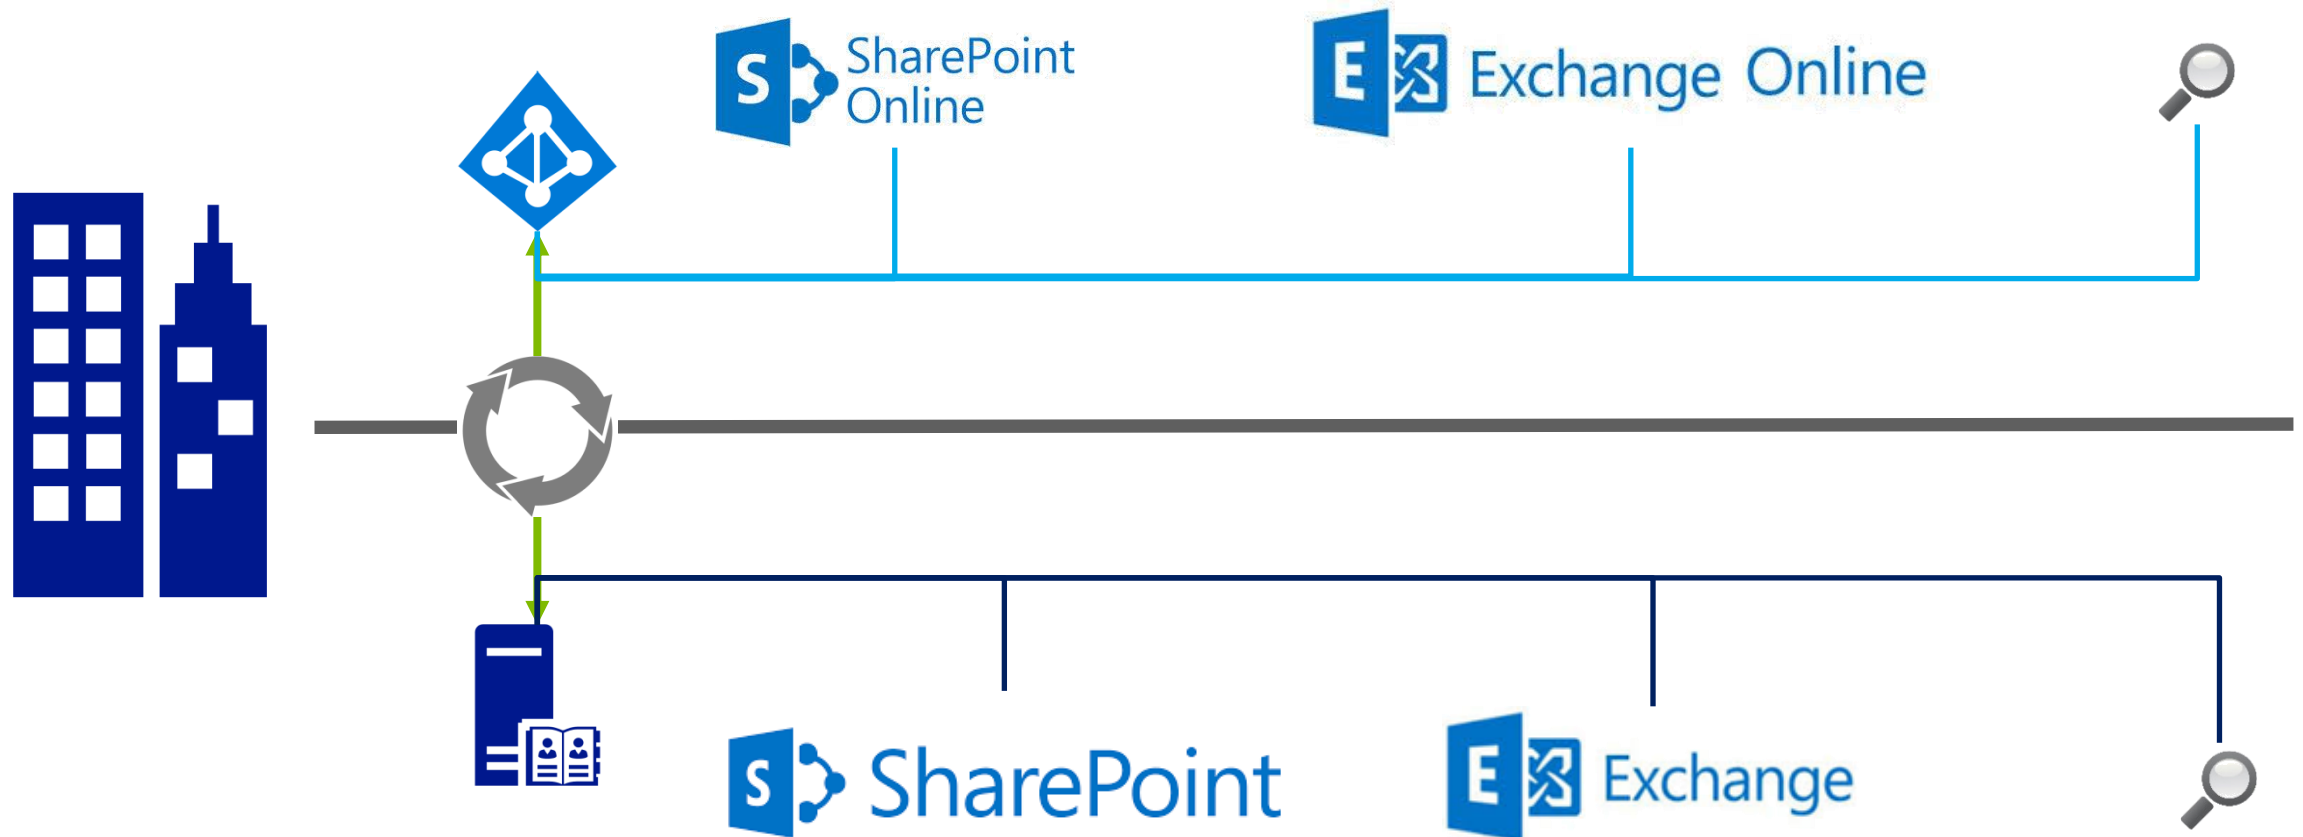 S
SharePoint
Online
E
Exchange Online
S
SharePoint
E
Exchange